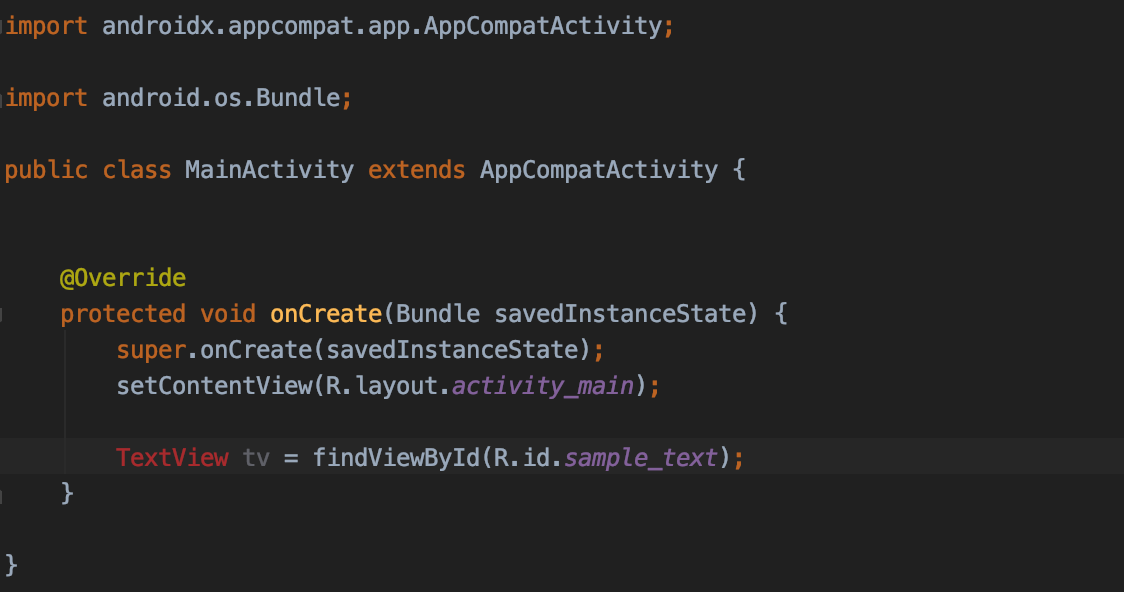 import androidx.appcompat.app.AppCompatActivity;
import android.os.Bundle;
public class MainActivity extends AppCompatActivity {
@Override
protected void onCreate(Bundle savedInstanceState) {
super.onCreate(savedInstanceState);
setContentView(R.layout.activity_main);
TextView tv = findViewById(R.id.sample_text);
}
}